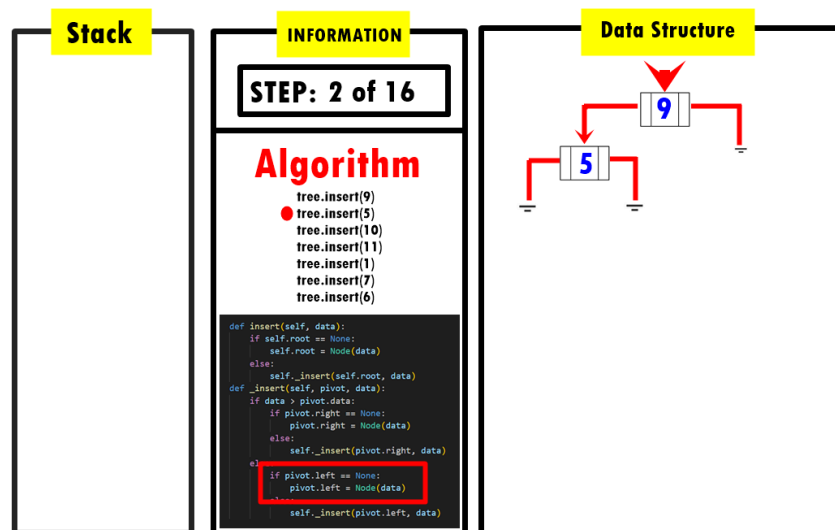 Stack
INFORMATION
STEP: 2 of 16
Algorithm
tree.insert(9)
tree.insert(5)
tree.insert(10)
tree.insert(11)
tree.insert(1)
tree.insert(7)
tree.insert(6)
def insert(self, data):
if self.root == None:
self.root = Node(data)
else:
self._insert(self.root, data)
def _insert(self, pivot, data):
if data > pivot.data:
if pivot.right == None:
pivot.right = Node(data)
else:
self._insert(pivot.right, data)
if pivot.left == None:
pivot.left = Node(data)
self._insert(pivot.left, data)
Data Structure
9
5